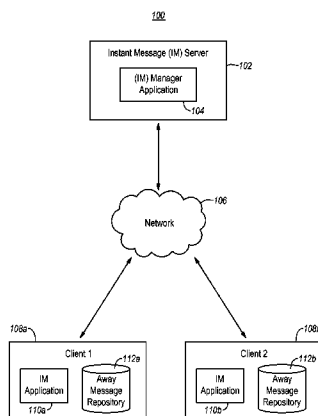 100
Instant Message (IM) Server
102
(IM) Manager
Application
104
106
Network
108a
108b
Client 1
112a
IM
Application
110a
Away
Message
Repository
Client 2
112b
IM
Application
110b
Away
Message
Repository